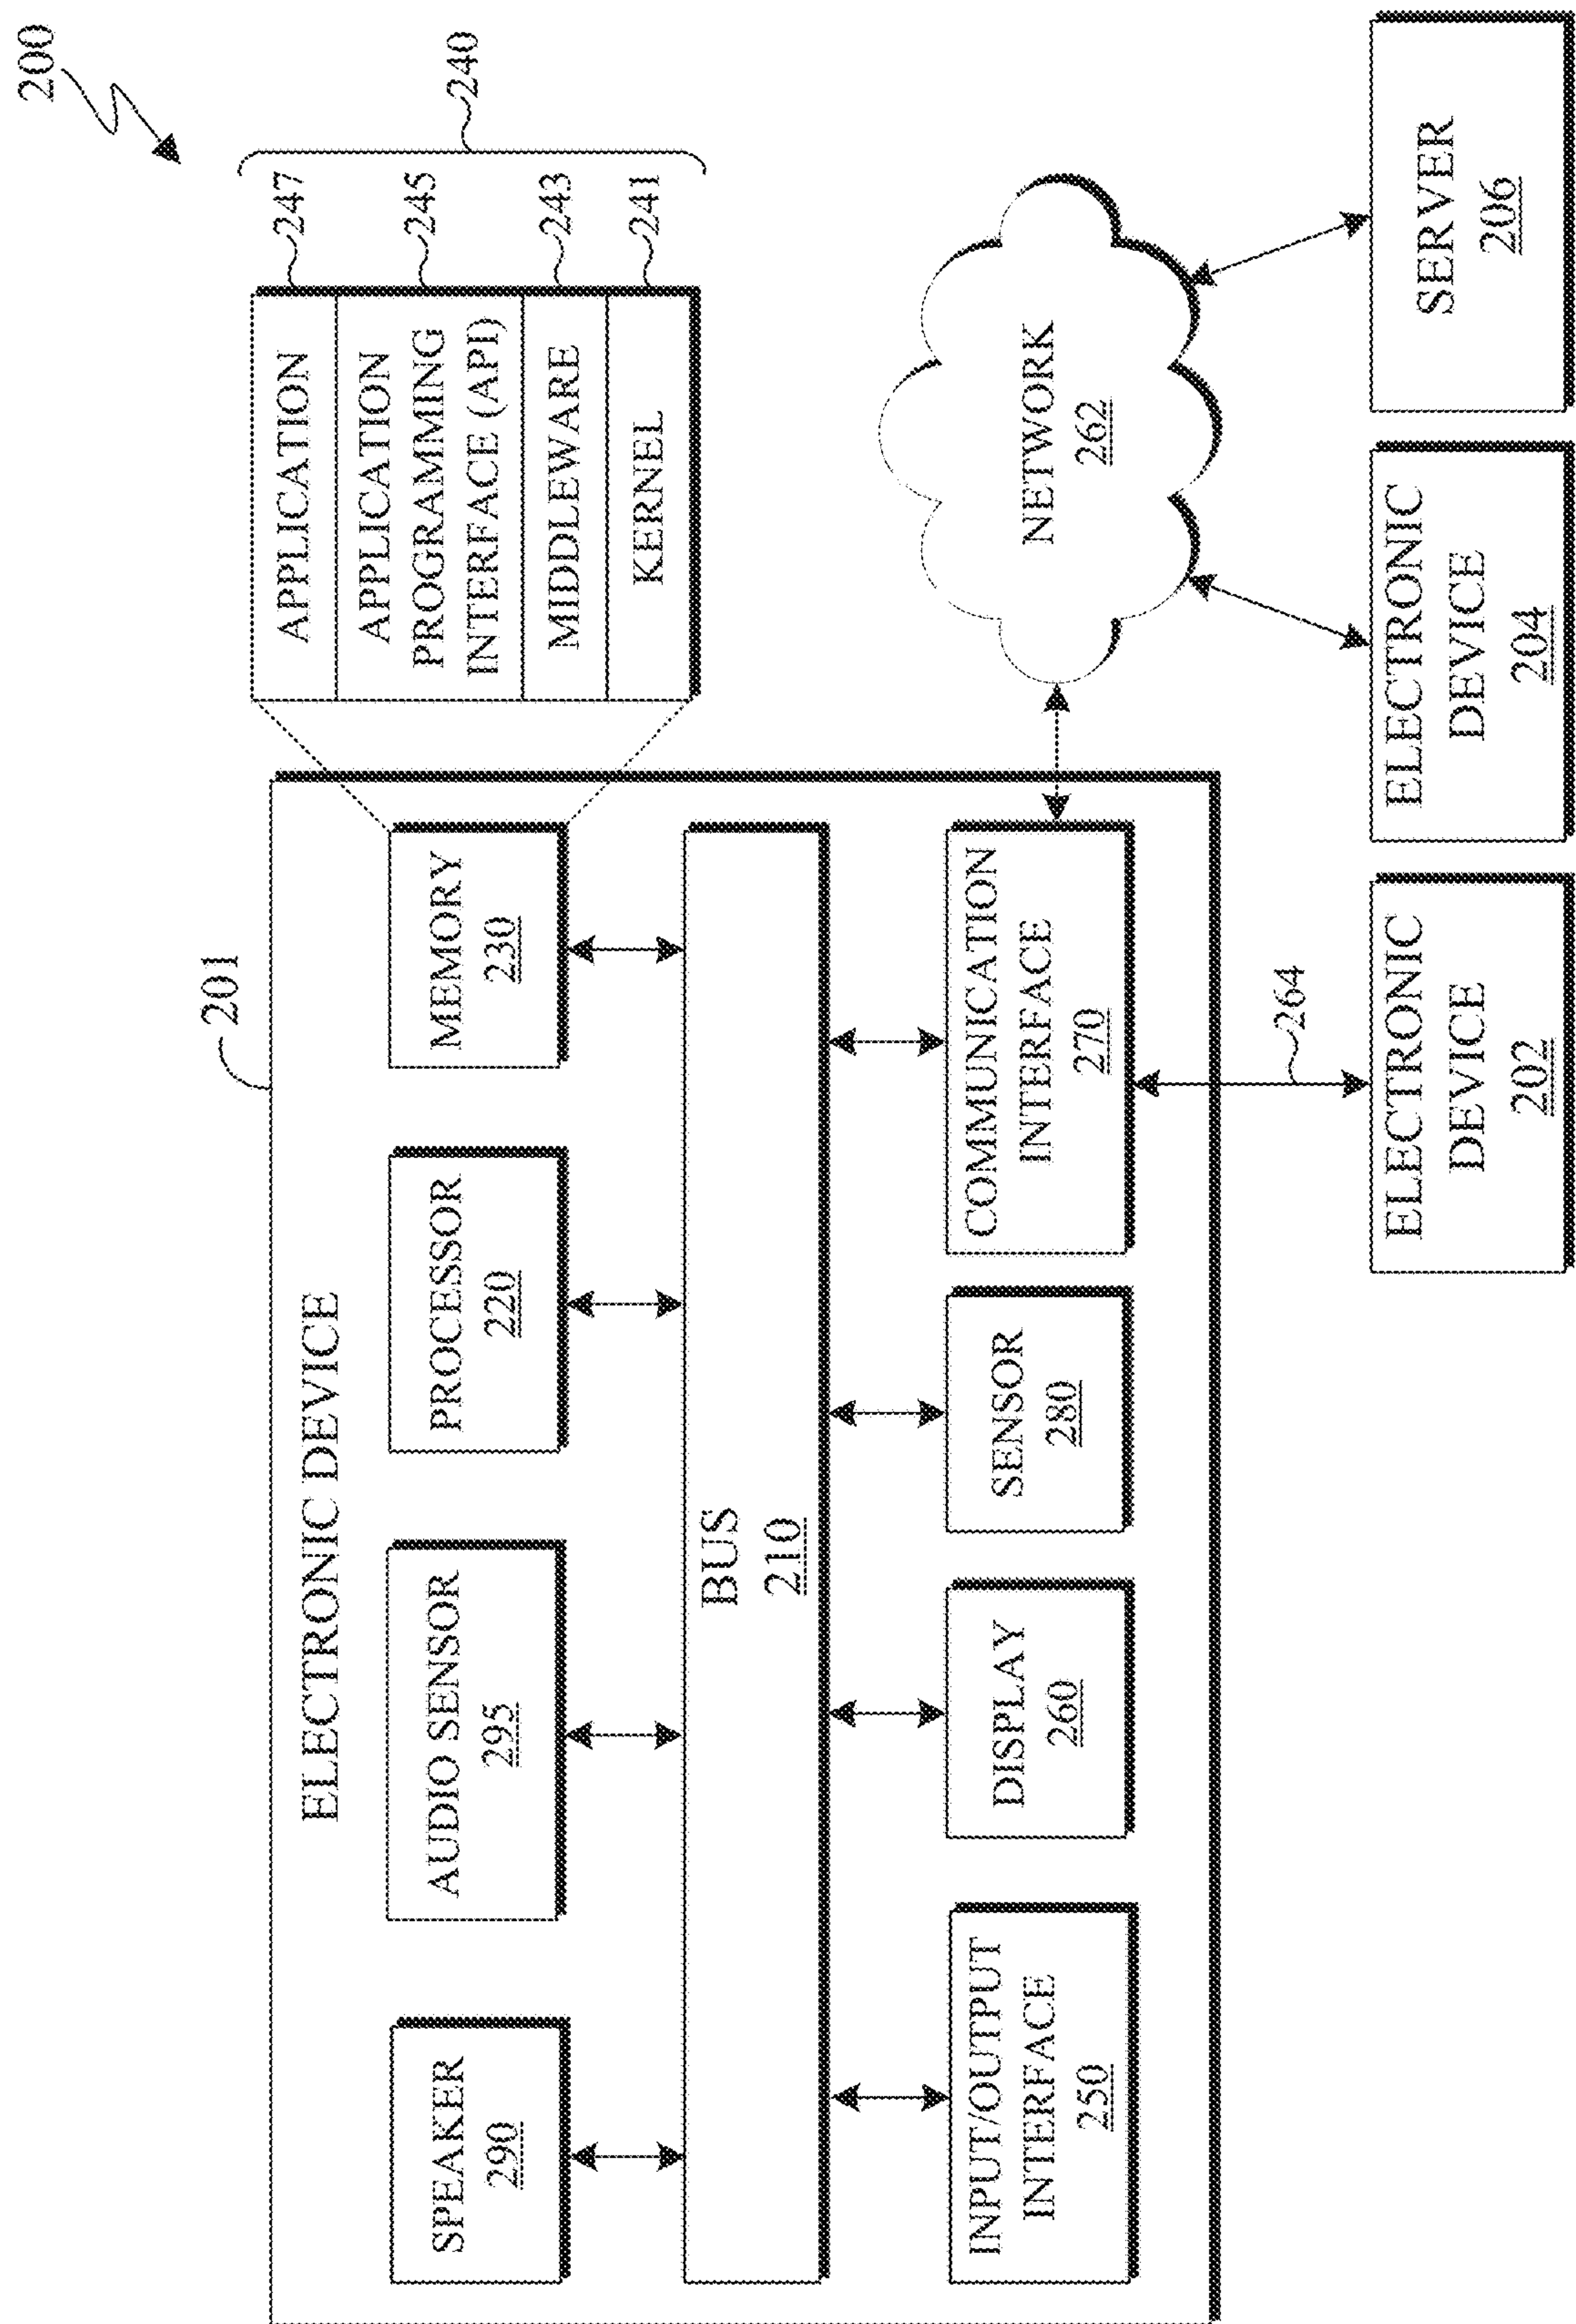 200
201
ELECTRONIC DEVICE
SPEAKER
290
AUDIO SENSOR
295
PROCESSOR
220
MEMORY
230
APPLICATION
247
APPLICATION
PROGRAMMING
INTERFACE (API)
245
MIDDLEWARE
243
KERNEL
241
240
BUS
210
INPUT/OUTPUT
INTERFACE
250
DISPLAY
260
SENSOR
280
COMMUNICATION
INTERFACE
270
NETWORK
262
264
ELECTRONIC
DEVICE
202
ELECTRONIC
DEVICE
204
SERVER
206